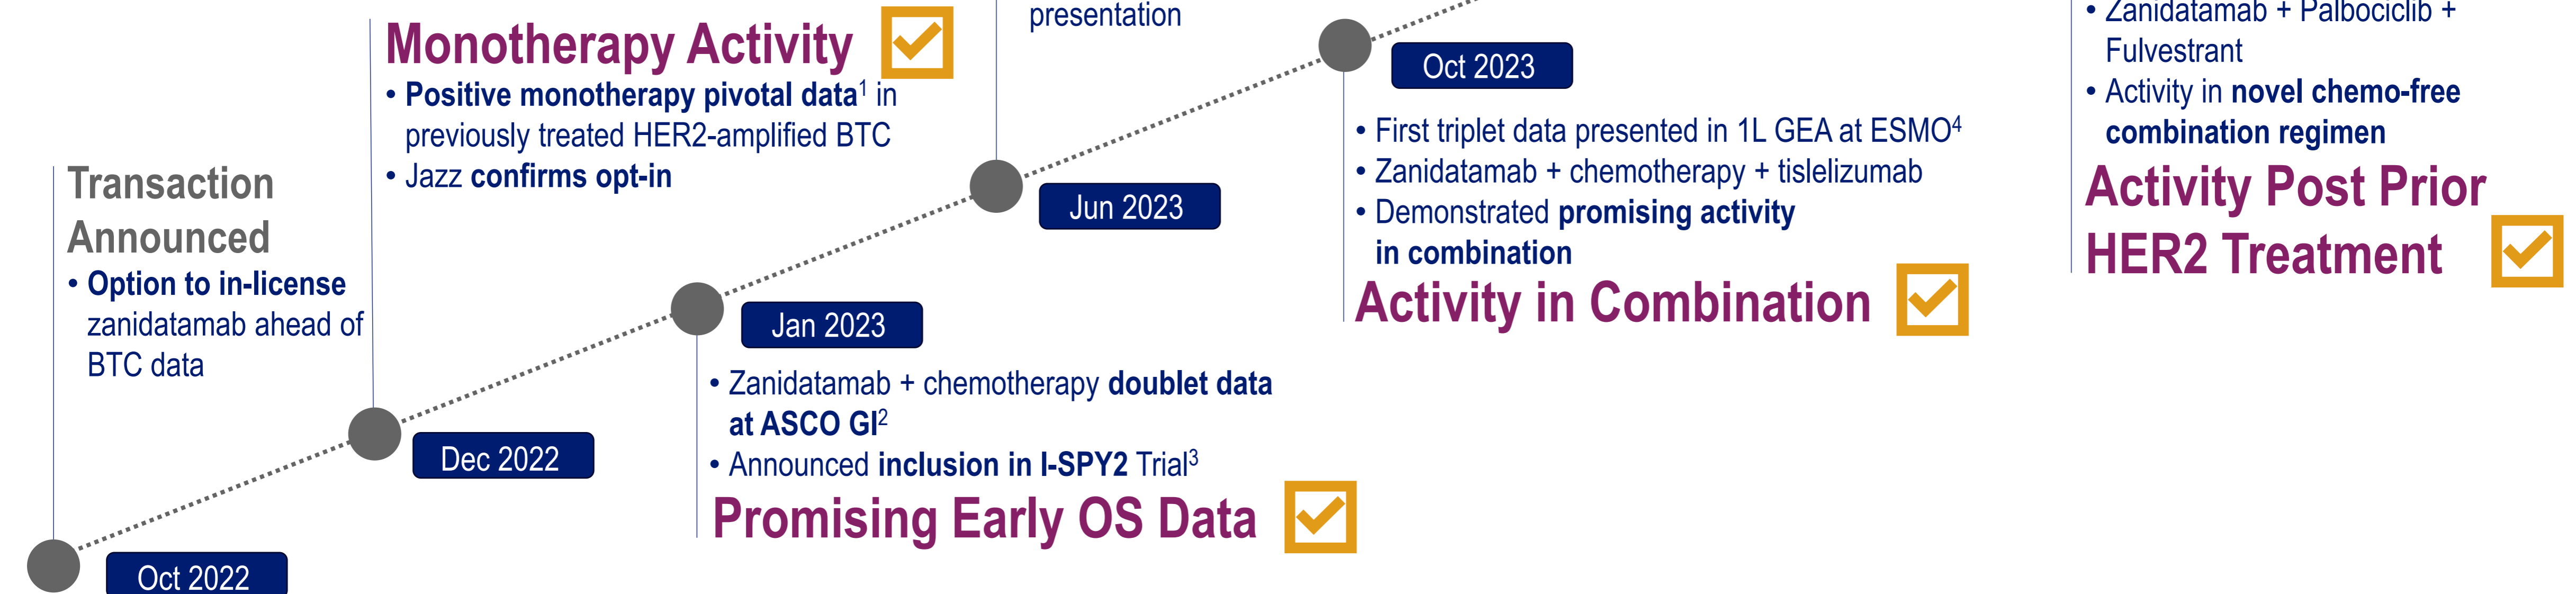 Transaction
Announced
• Option to in-license
zanidatamab ahead of
BTC data
Oct 2022
Monotherapy Activity
• Positive monotherapy pivotal data¹ in
previously treated HER2-amplified BTC
• Jazz confirms opt-in
Dec 2022
Jan 2023
• Zanidatamab + chemotherapy doublet data
at ASCO GI²
• Announced inclusion in I-SPY2 Trial³
Promising Early OS Data
presentation
Jun 2023
Oct 2023
• First triplet data presented in 1L GEA at ESMO⁴
• Zanidatamab + chemotherapy + tislelizumab
• Demonstrated promising activity
in combination
Activity in Combination
• Zanidatamab + Palbociclib +
Fulvestrant
• Activity in novel chemo-free
combination regimen
Activity Post Prior
HER2 Treatment